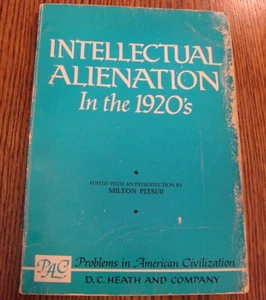 INTELLECTUAL
ALIENATION
In the 1920's
EDITED WITH AN INTRODUCTION BY
MILTON PLESUR
PAC Problems in American Civilization
D. C. HEATH AND COMPANY